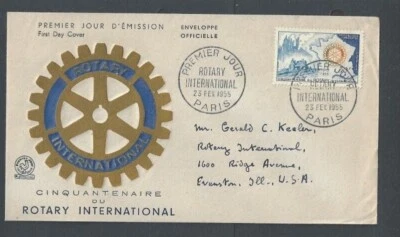 PREMIER JOUR D'ÉMISSION
First Day Cover
ENVELOPPE
OFFICIELLE
ROTARY
INTERNATIONAL
CINQUANTENAIRE
DU
ROTARY INTERNATIONAL
PREMIER JOUR
ROTARY
INTERNATIONAL
23 FEV. 1955
PARIS
PREMIER JOUR
ROTARY
INTERNATIONAL
23 FEV. 1955
PARIS
Mr. Gerald C. Keeler,
Rotary International,
1600 Ridge Avenue,
Evanston, Ill., U.S.A.